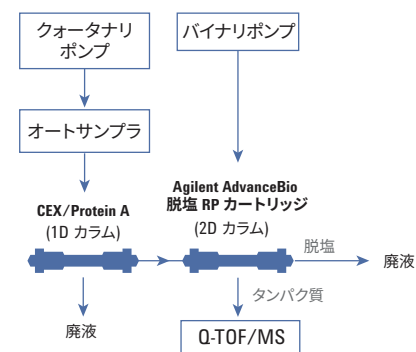 クォータナリ
ポンプ
バイナリポンプ
オートサンプラ
Agilent AdvanceBio
脱塩 RP カートリッジ
(2D カラム)
CEX/Protein A
(1D カラム)
脱塩
廃液
タンパク質
廃液
Q-TOF/MS